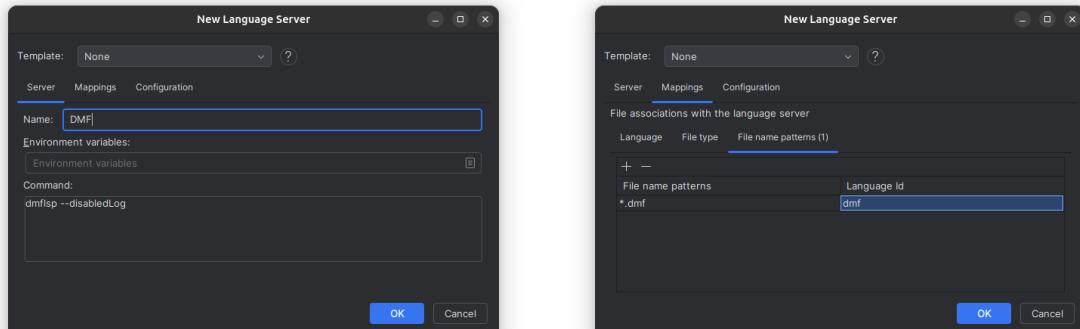 New Language Server
Template: None ?
Server Mappings Configuration
Name: DMF
Environment variables:
Environment variables
Command:
dmflsp --disabledLog
OK Cancel
New Language Server
Template: None ?
Server Mappings Configuration
File associations with the language server
Language File type File name patterns (1)
+ −
File name patterns Language Id
*.dmf dmf
OK Cancel